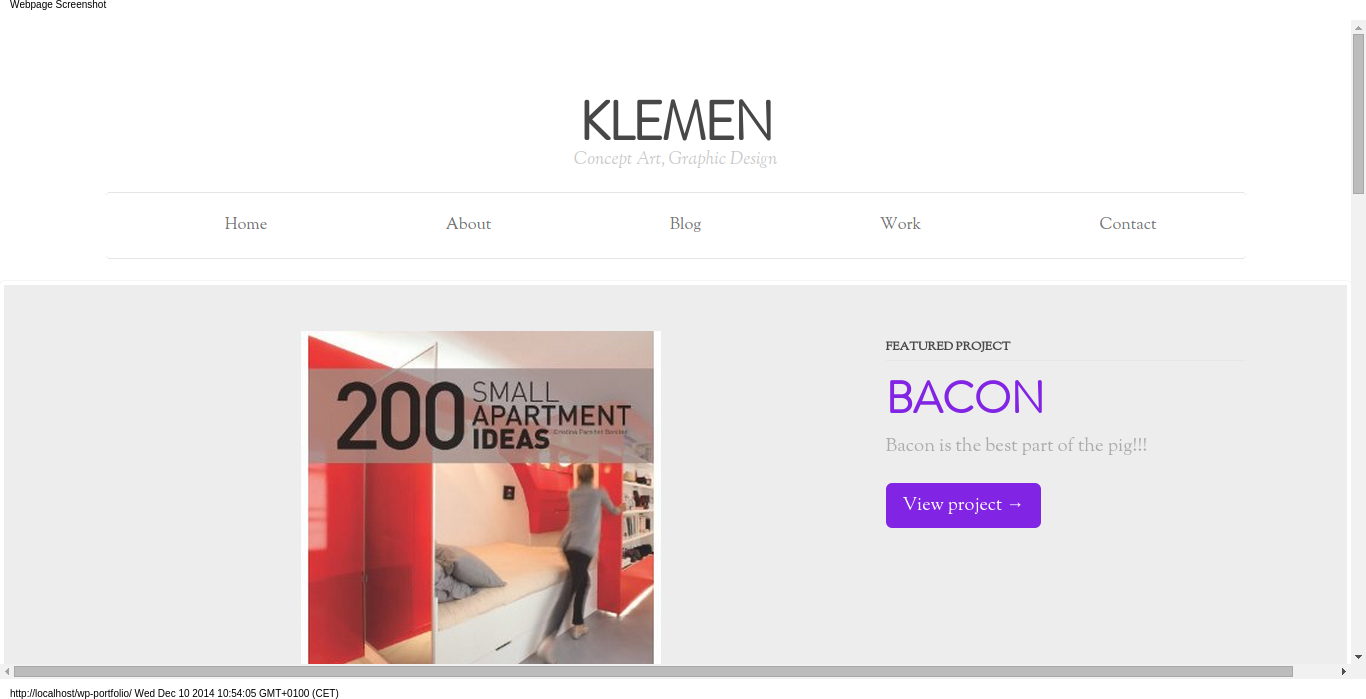 Webpage Screenshot
KLEMEN
Concept Art, Graphic Design
Home About Blog Work Contact
200 SMALL
APARTMENT
IDEAS
FEATURED PROJECT
BACON
Bacon is the best part of the pig!!!
View project →
http://localhost/wp-portfolio/ Wed Dec 10 2014 10:54:05 GMT+0100 (CET)